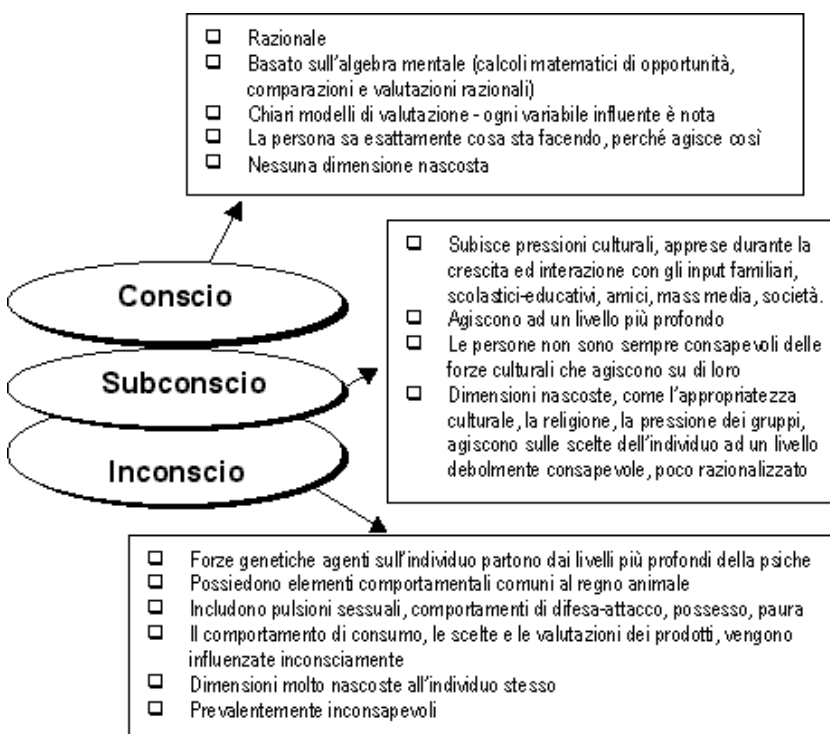 ❑ Razionale
❑ Basato sull'algebra mentale (calcoli matematici di opportunità,
comparazioni e valutazioni razionali)
❑ Chiari modelli di valutazione - ogni variabile influente è nota
❑ La persona sa esattamente cosa sta facendo, perché agisce così
❑ Nessuna dimensione nascosta
Conscio
❑ Subisce pressioni culturali, apprese durante la
crescita ed interazione con gli input familiari,
scolastici-educativi, amici, mass media, società.
❑ Agiscono ad un livello più profondo
❑ Le persone non sono sempre consapevoli delle
forze culturali che agiscono su di loro
❑ Dimensioni nascoste, come l'appropriatezza
culturale, la religione, la pressione dei gruppi,
agiscono sulle scelte dell'individuo ad un livello
debolmente consapevole, poco razionalizzato
Subconscio
Inconscio
❑ Forze genetiche agenti sull'individuo partono dai livelli più profondi della psiche
❑ Possiedono elementi comportamentali comuni al regno animale
❑ Includono pulsioni sessuali, comportamenti di difesa-attacco, possesso, paura
❑ Il comportamento di consumo, le scelte e le valutazioni dei prodotti, vengono
influenzate inconsciamente
❑ Dimensioni molto nascoste all'individuo stesso
❑ Prevalentemente inconsapevoli